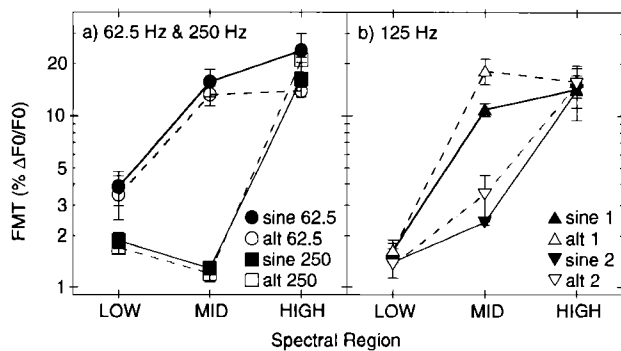 a) 62.5 Hz & 250 Hz
b) 125 Hz
FMT (% ΔF0/F0)
20
10
5
4
3
2
1
sine 62.5
alt 62.5
sine 250
alt 250
sine 1
alt 1
sine 2
alt 2
LOW MID HIGH
LOW MID HIGH
Spectral Region